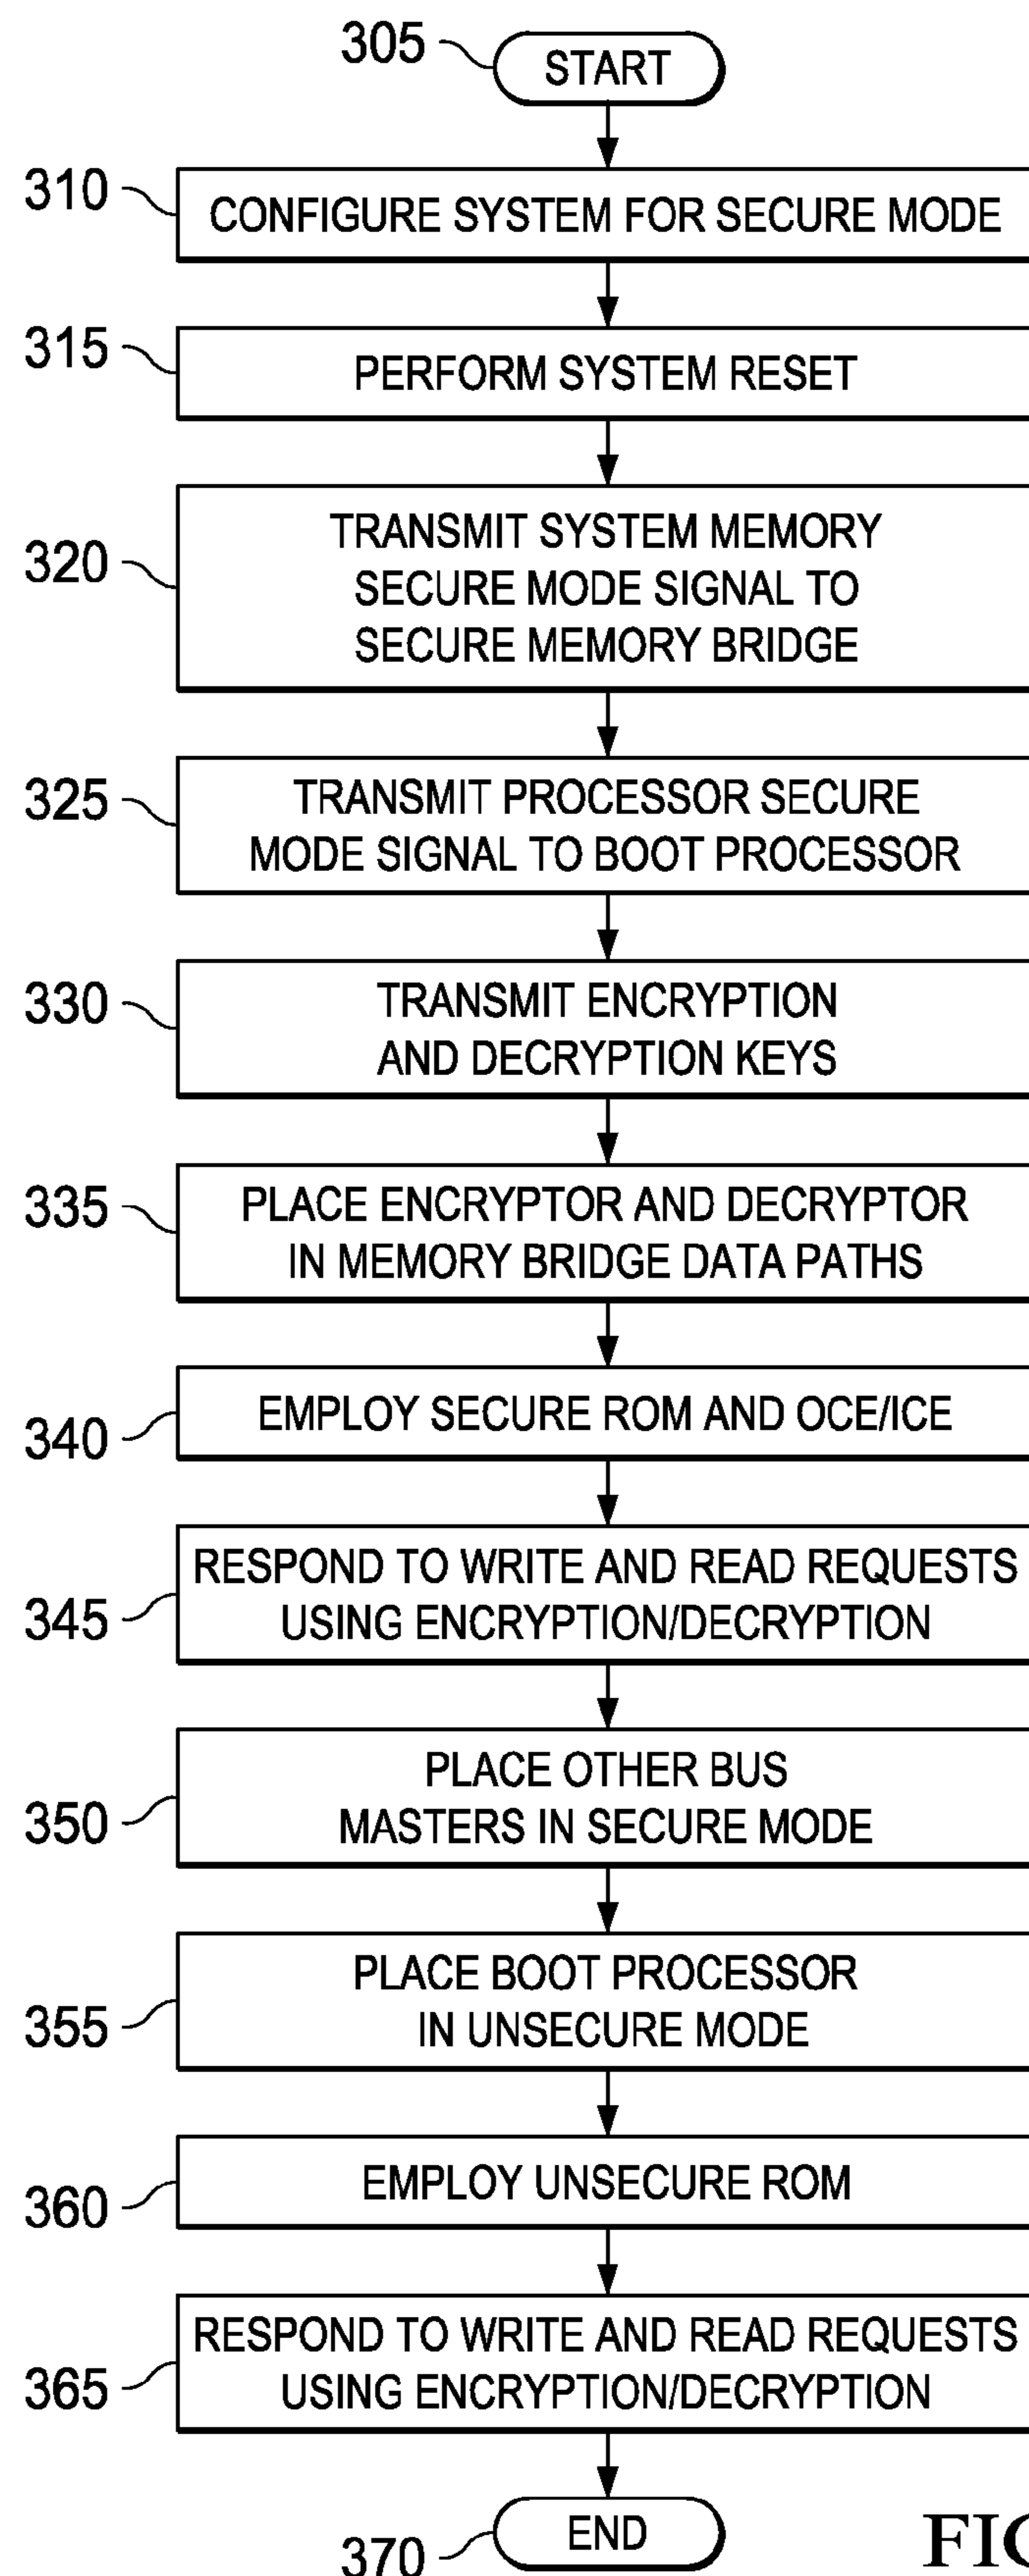 305
START
310
CONFIGURE SYSTEM FOR SECURE MODE
315
PERFORM SYSTEM RESET
320
TRANSMIT SYSTEM MEMORY
SECURE MODE SIGNAL TO
SECURE MEMORY BRIDGE
325
TRANSMIT PROCESSOR SECURE
MODE SIGNAL TO BOOT PROCESSOR
330
TRANSMIT ENCRYPTION
AND DECRYPTION KEYS
335
PLACE ENCRYPTOR AND DECRYPTOR
IN MEMORY BRIDGE DATA PATHS
340
EMPLOY SECURE ROM AND OCE/ICE
345
RESPOND TO WRITE AND READ REQUESTS
USING ENCRYPTION/DECRYPTION
350
PLACE OTHER BUS
MASTERS IN SECURE MODE
355
PLACE BOOT PROCESSOR
IN UNSECURE MODE
360
EMPLOY UNSECURE ROM
365
RESPOND TO WRITE AND READ REQUESTS
USING ENCRYPTION/DECRYPTION
370
END